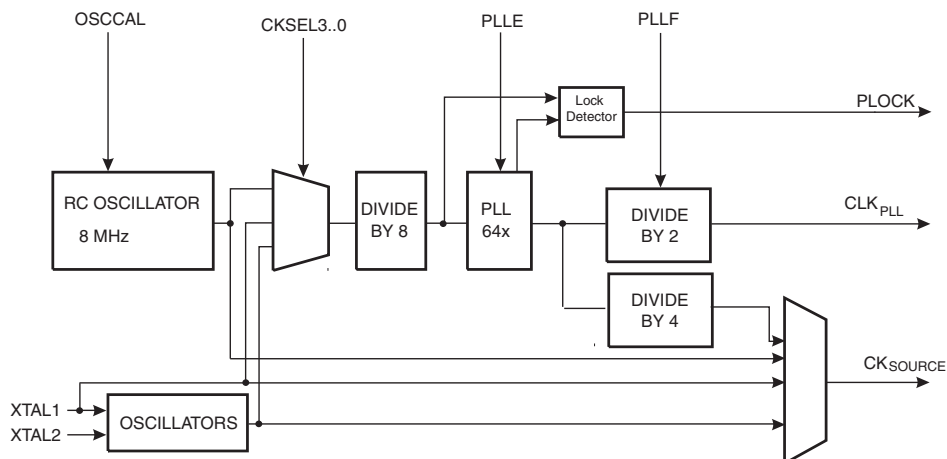 OSCCAL
CKSEL3..0
PLLE
PLLF
Lock
Detector
PLOCK
RC OSCILLATOR
8 MHz
DIVIDE
BY 8
PLL
64x
DIVIDE
BY 2
CLKPLL
DIVIDE
BY 4
CKSOURCE
XTAL1
XTAL2
OSCILLATORS